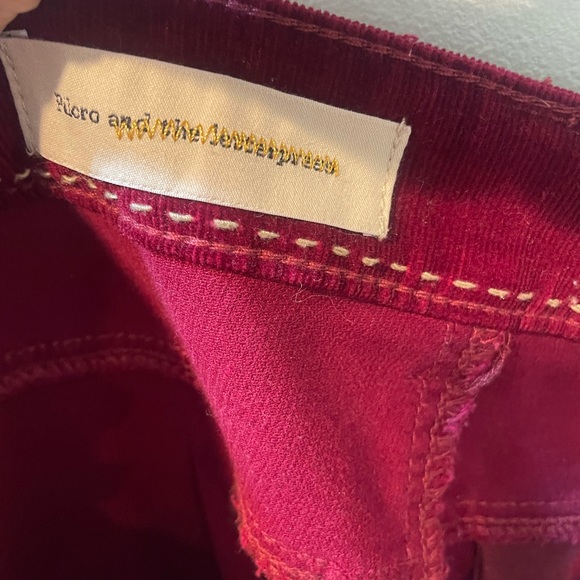 Pilcro and the letterpress